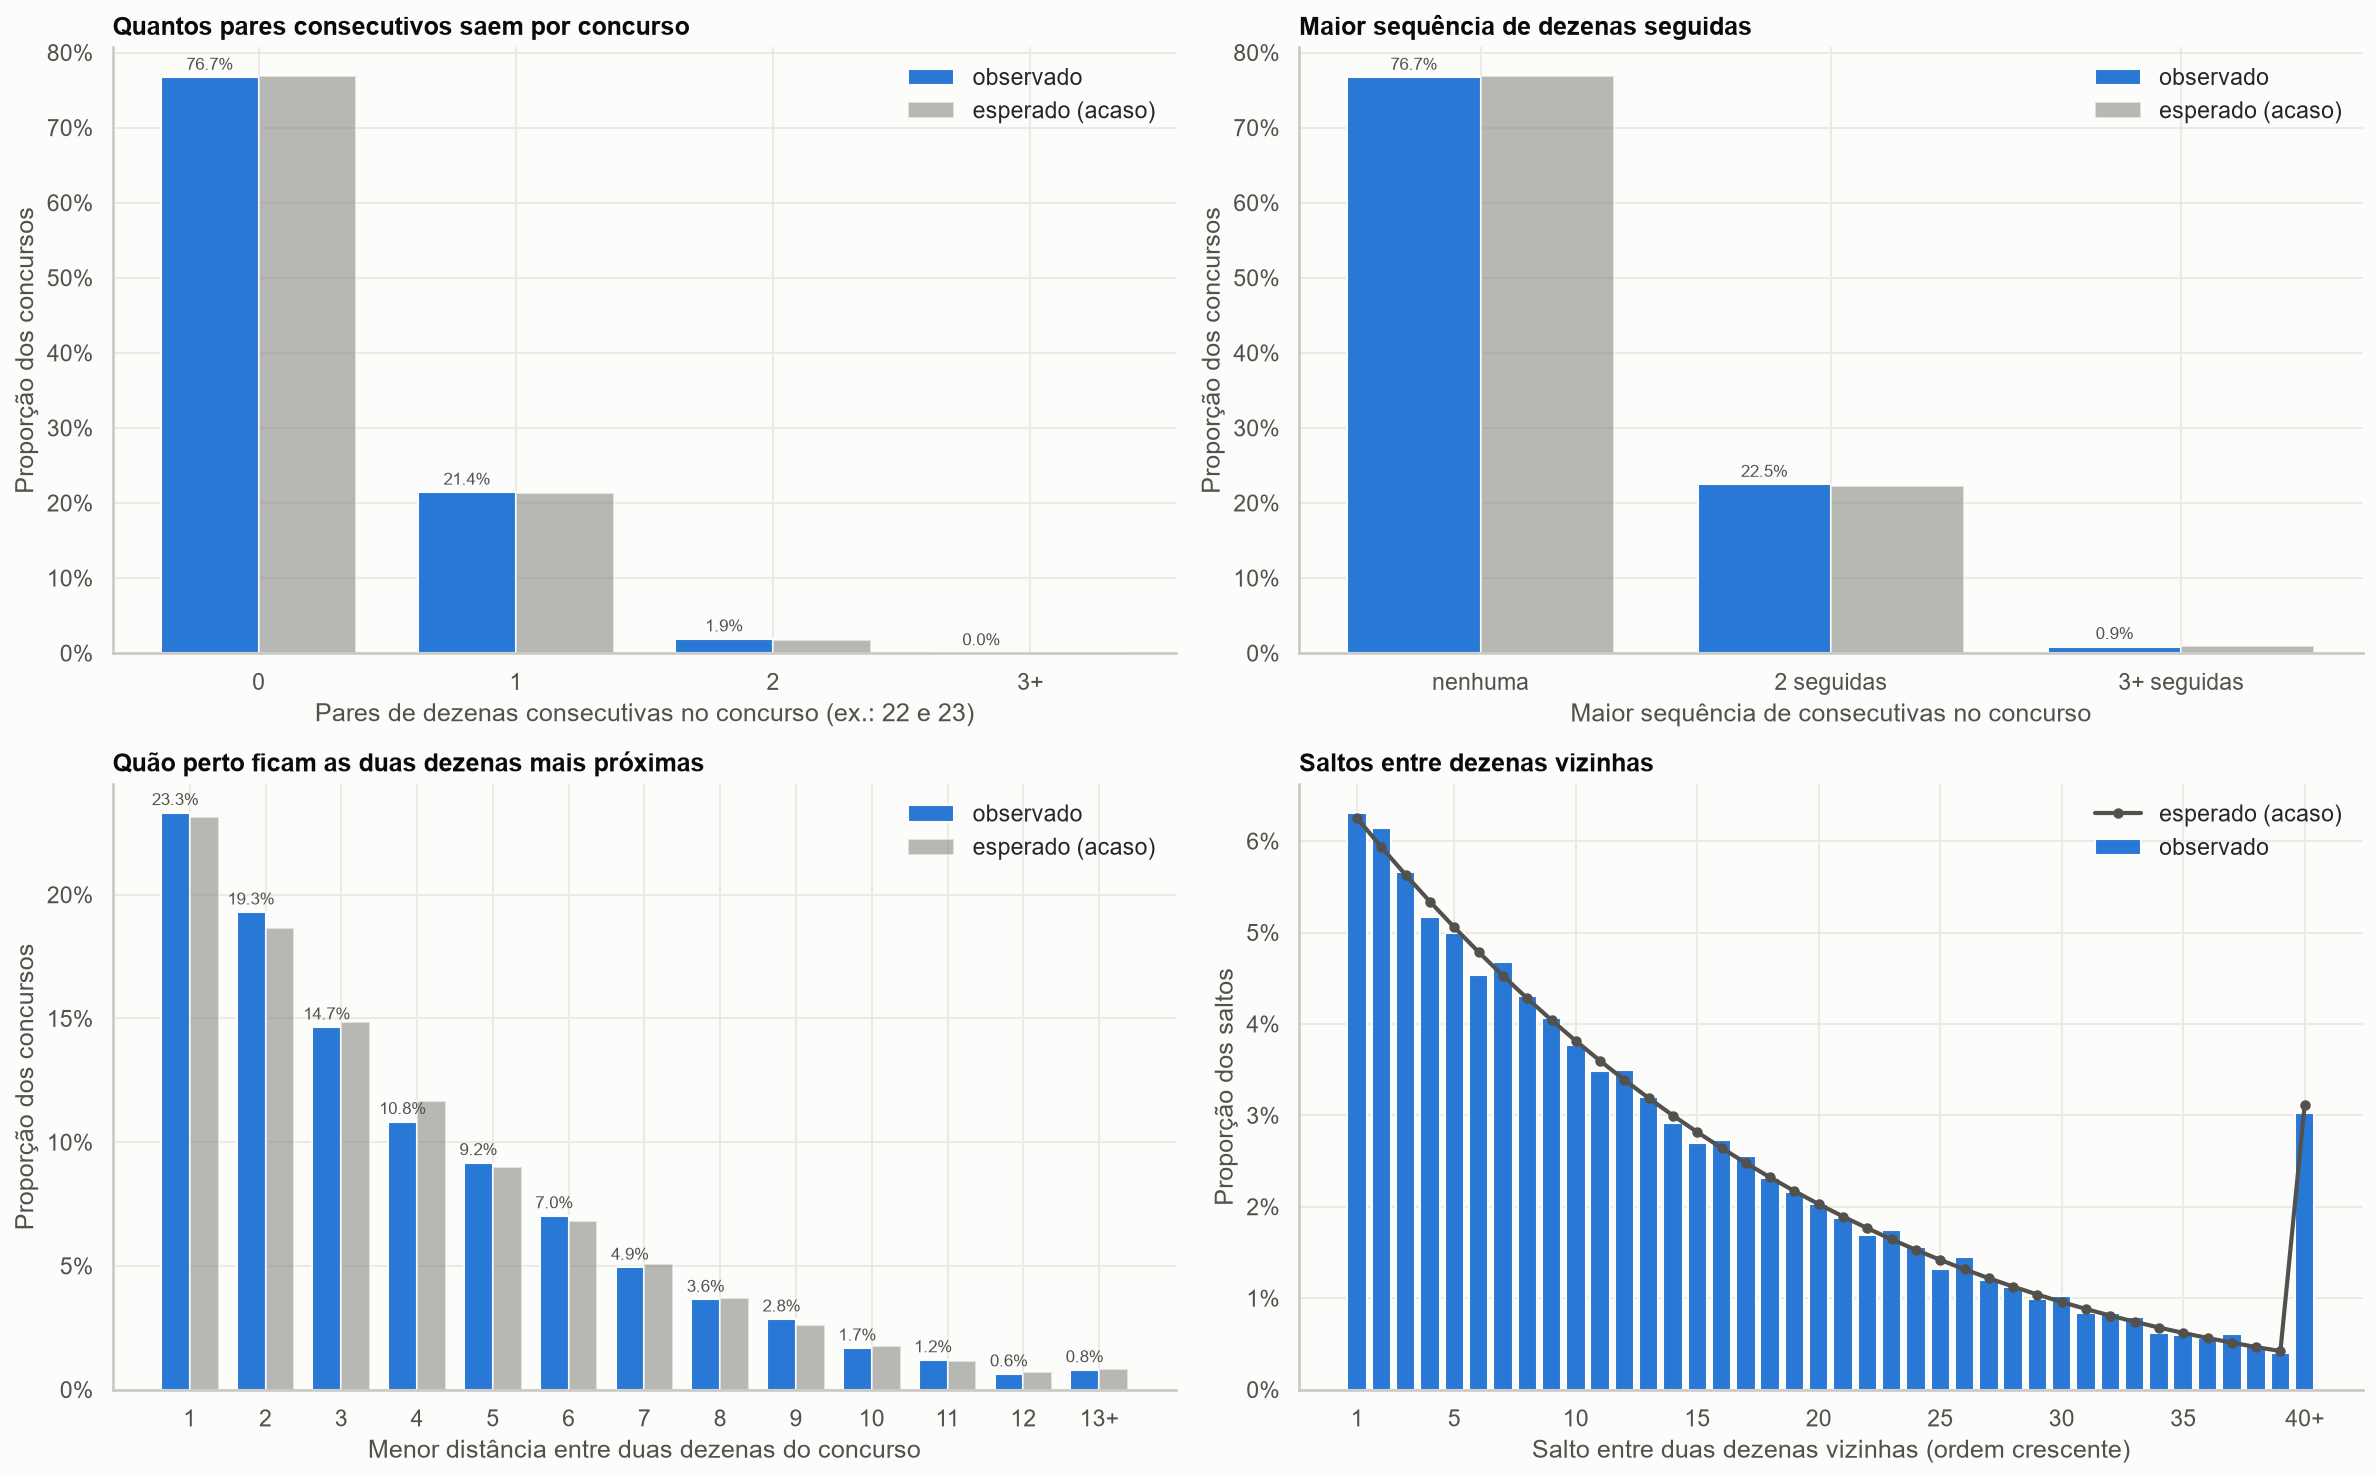 Quantos pares consecutivos saem por concurso
80%
70%
60%
50%
40%
30%
20%
10%
0%
Proporção dos concursos
76.7%
21.4%
1.9%
0.0%
observado
esperado (acaso)
0 1 2 3+
Pares de dezenas consecutivas no concurso (ex.: 22 e 23)
Maior sequência de dezenas seguidas
80%
70%
60%
50%
40%
30%
20%
10%
0%
Proporção dos concursos
76.7%
22.5%
0.9%
observado
esperado (acaso)
nenhuma 2 seguidas 3+ seguidas
Maior sequência de consecutivas no concurso
Quão perto ficam as duas dezenas mais próximas
20%
15%
10%
5%
0%
Proporção dos concursos
23.3%
19.3%
14.7%
10.8%
9.2%
7.0%
4.9%
3.6%
2.8%
1.7%
1.2%
0.6%
0.8%
observado
esperado (acaso)
1 2 3 4 5 6 7 8 9 10 11 12 13+
Menor distância entre duas dezenas do concurso
Saltos entre dezenas vizinhas
6%
5%
4%
3%
2%
1%
0%
Proporção dos saltos
esperado (acaso)
observado
1 5 10 15 20 25 30 35 40+
Salto entre duas dezenas vizinhas (ordem crescente)